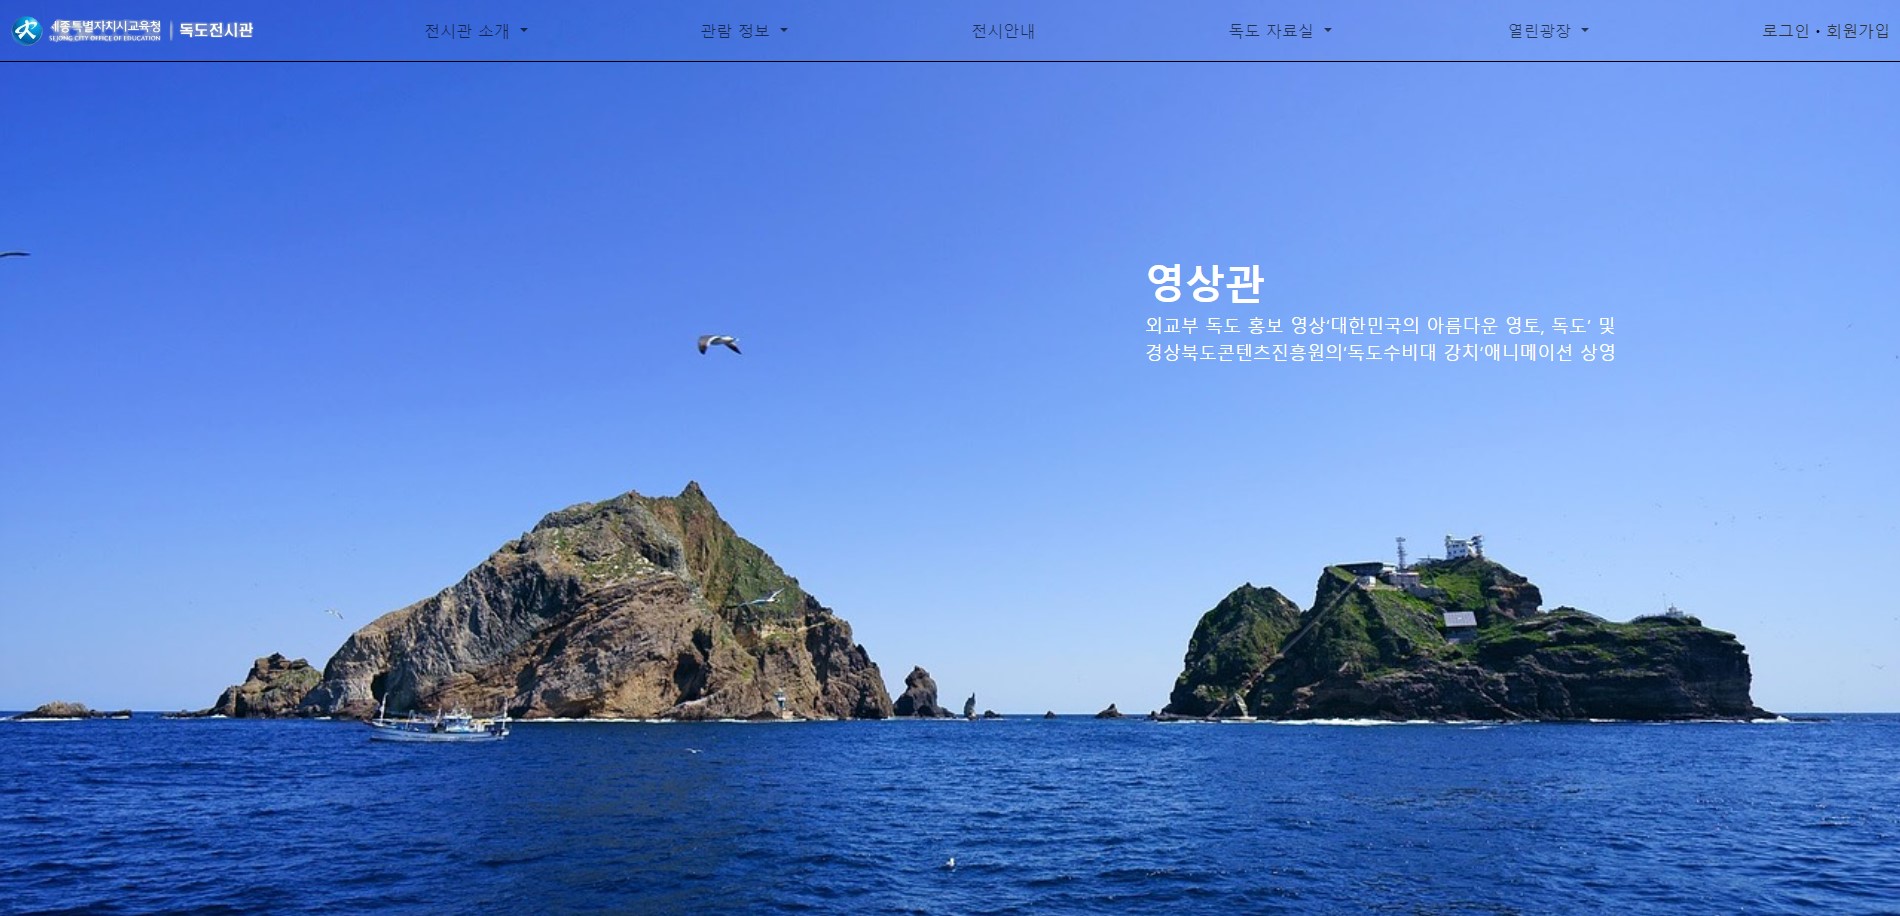 세종특별자치시교육청
SEJONG CITY OFFICE OF EDUCATION
독도전시관
전시관 소개
관람 정보
전시안내
독도 자료실
열린광장
로그인 • 회원가입
영상관
외교부 독도 홍보 영상‘대한민국의 아름다운 영토, 독도’ 및
경상북도콘텐츠진흥원의‘독도수비대 강치’애니메이션 상영